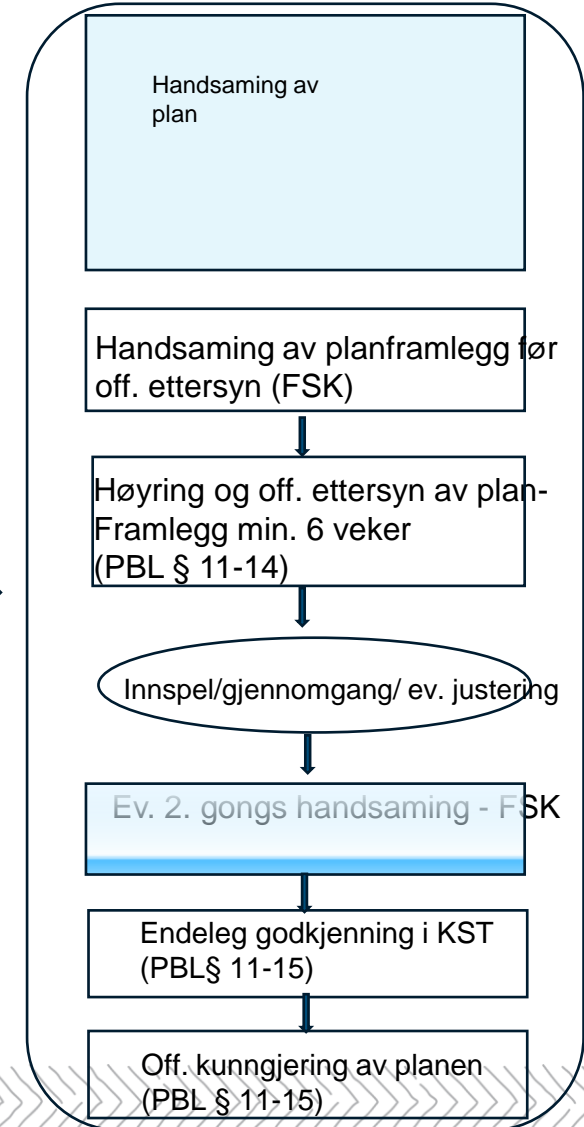 Handsaming av
plan
Handsaming av planframlegg før
off. ettersyn (FSK)
Høyring og off. ettersyn av plan-
Framlegg min. 6 veker
(PBL § 11-14)
Innspel/gjennomgang/ ev. justering
Ev. 2. gongs handsaming - FSK
Endeleg godkjenning i KST
(PBL§ 11-15)
Off. kunngjering av planen
(PBL § 11-15)